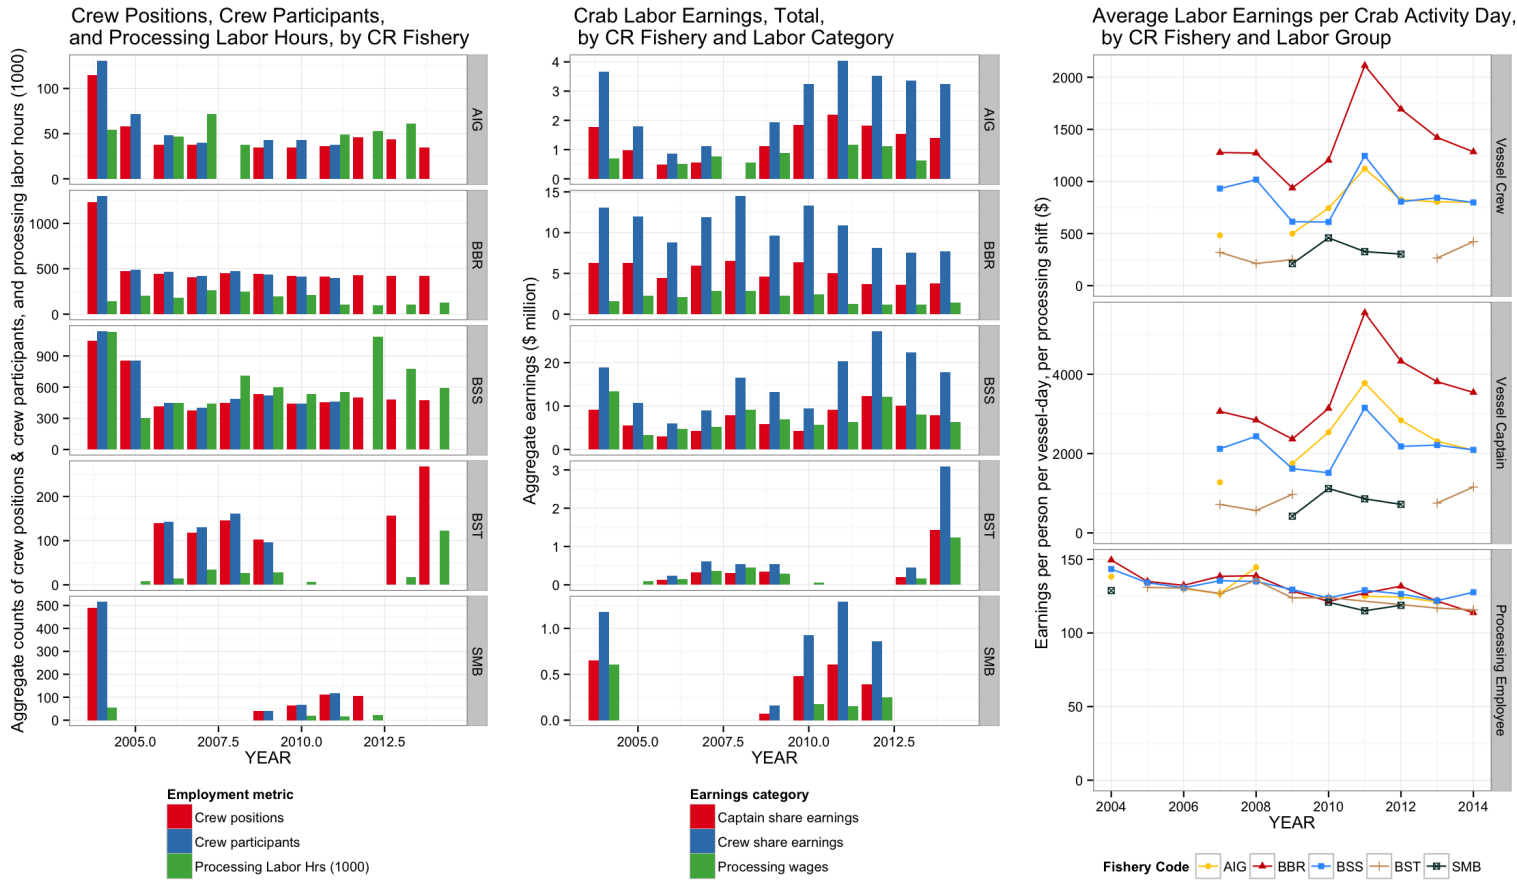 Crew Positions, Crew Participants,
and Processing Labor Hours, by CR Fishery
Aggregate counts of crew positions & crew participants, and processing labor hours (1000)
100
50
0
AIG
1000
500
0
BBR
900
600
300
0
BSS
200
100
0
BST
500
400
300
200
100
0
SMB
2005.0 2007.5 2010.0 2012.5
YEAR
Employment metric
Crew positions
Crew participants
Processing Labor Hrs (1000)
Crab Labor Earnings, Total,
by CR Fishery and Labor Category
Aggregate earnings ($ million)
4
3
2
1
0
AIG
15
10
5
0
BBR
20
10
0
BSS
3
2
1
0
BST
1.0
0.5
0.0
SMB
2005.0 2007.5 2010.0 2012.5
YEAR
Earnings category
Captain share earnings
Crew share earnings
Processing wages
Average Labor Earnings per Crab Activity Day,
by CR Fishery and Labor Group
Earnings per person per vessel-day, per processing shift ($)
2000
1500
1000
500
0
Vessel Crew
4000
2000
0
Vessel Captain
150
100
50
0
Processing Employee
2004 2006 2008 2010 2012 2014
YEAR
Fishery Code AIG BBR BSS BST SMB